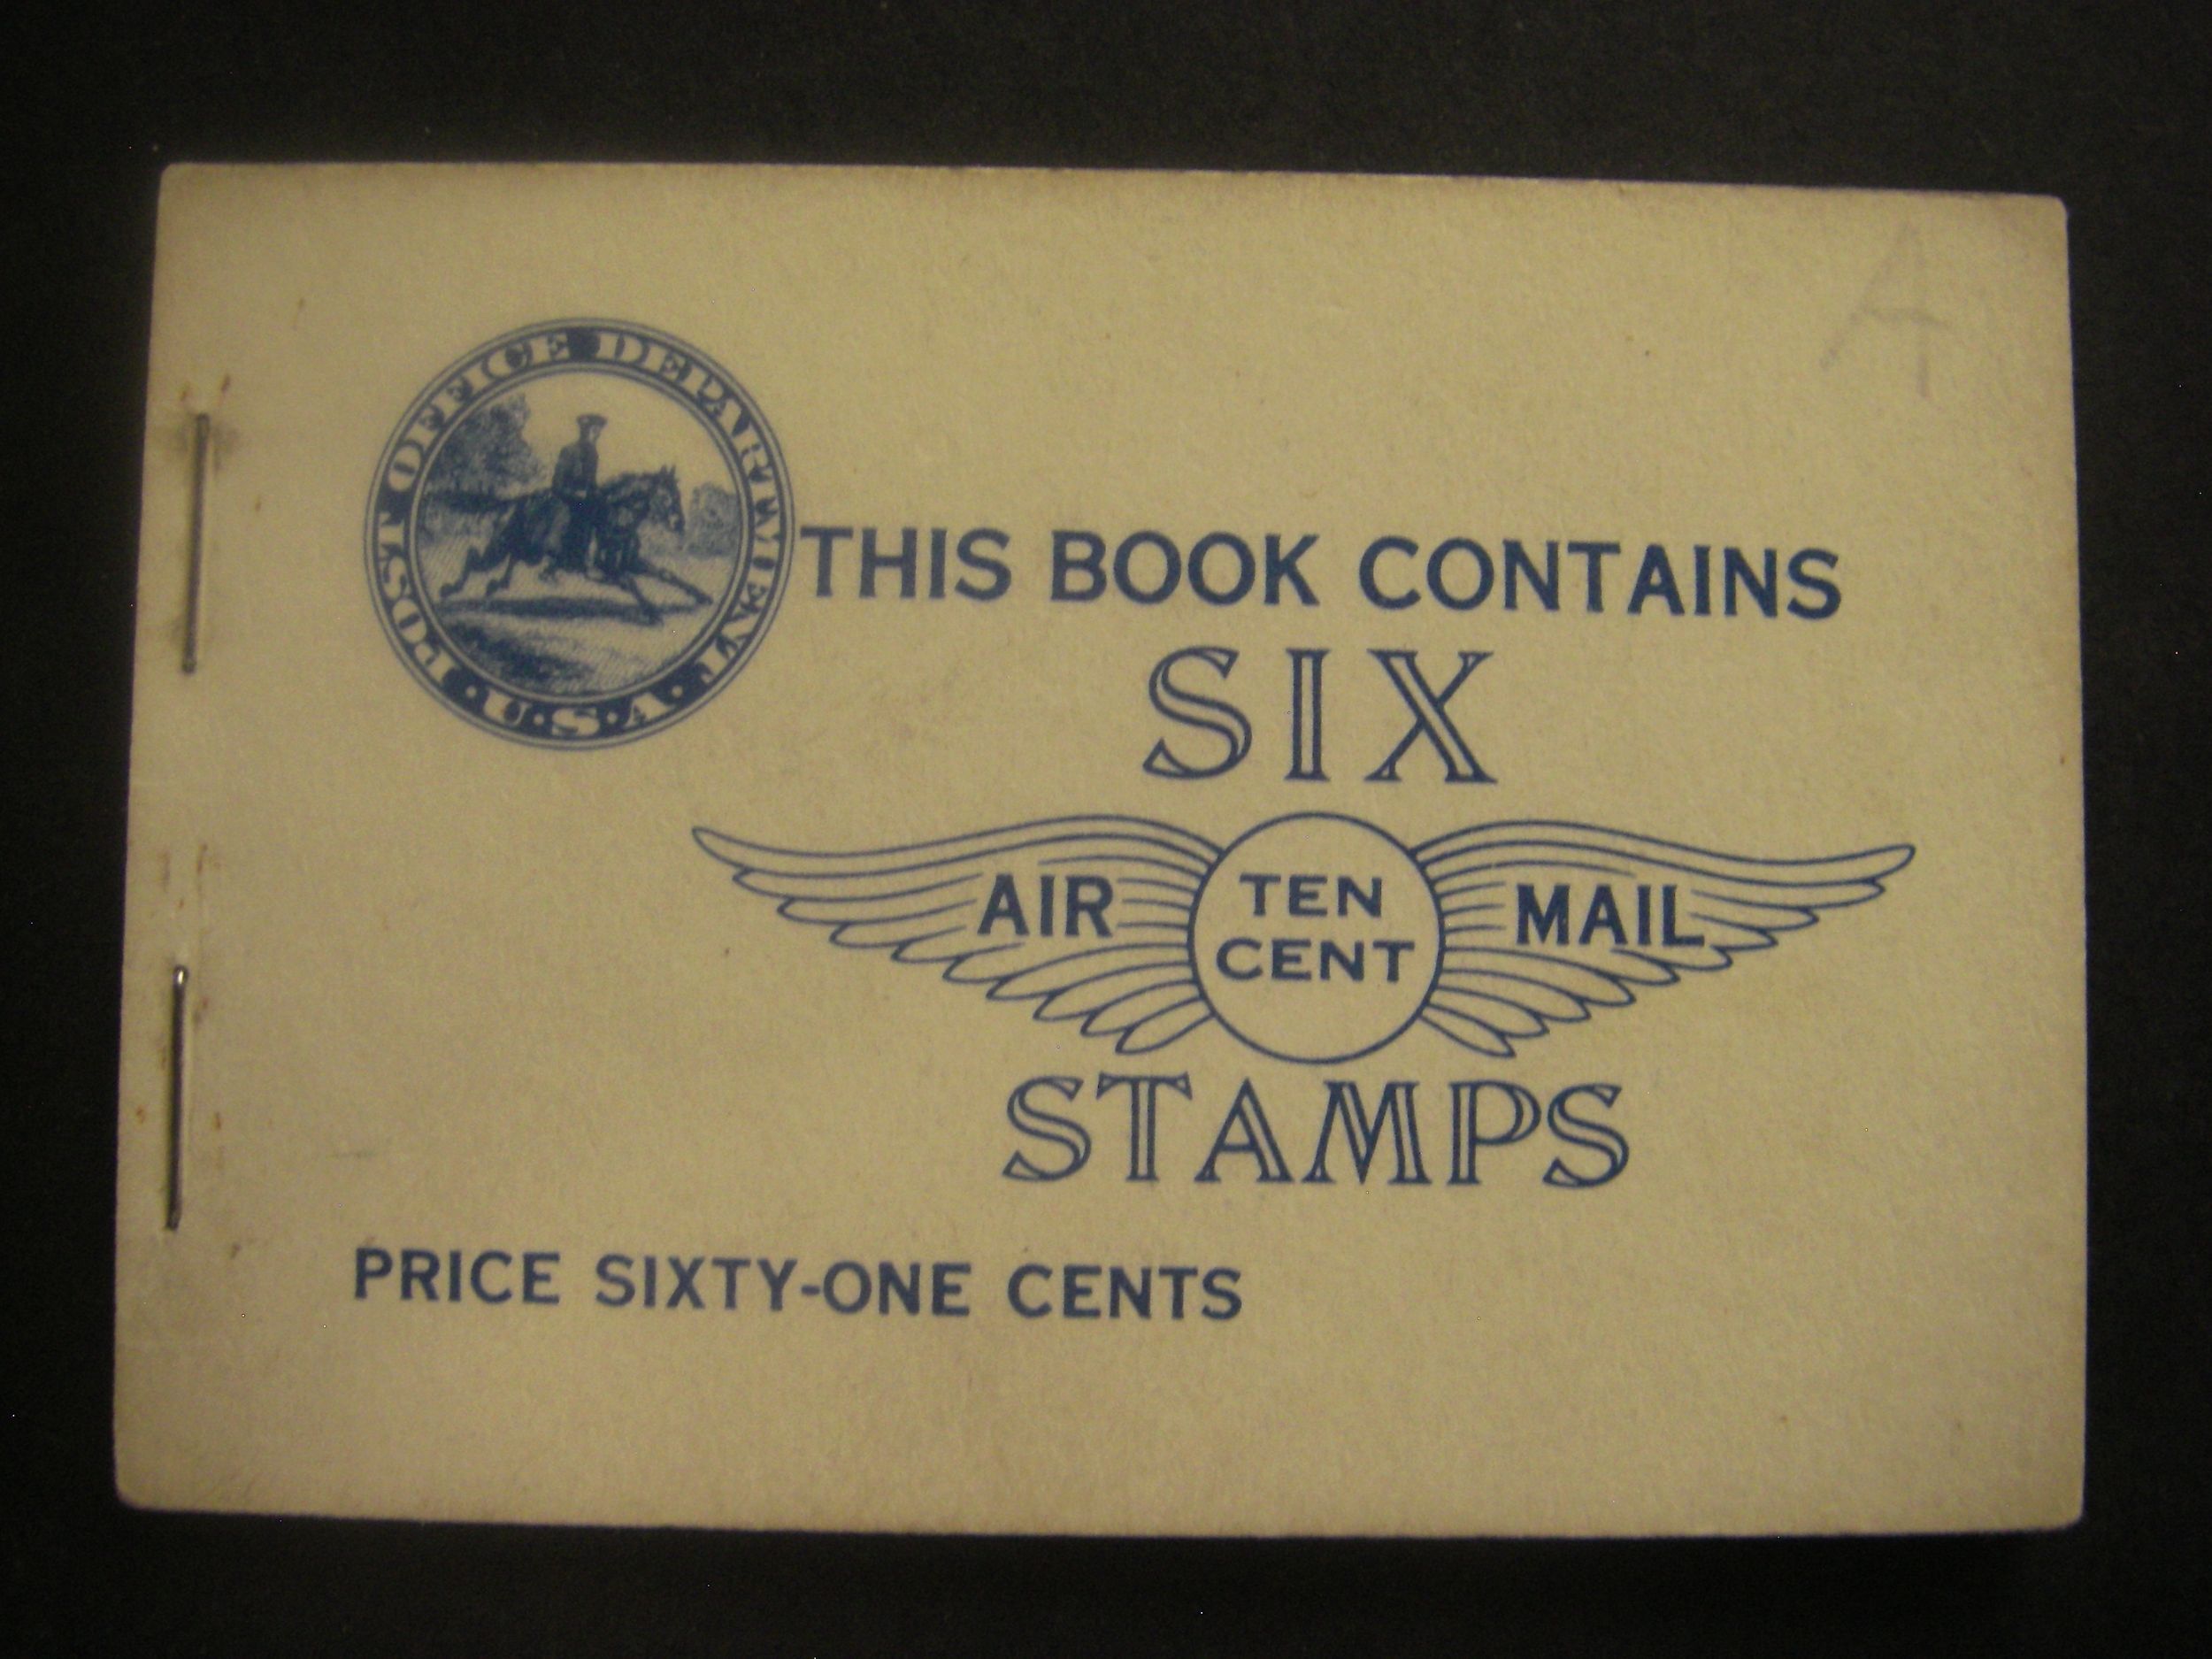 A
POST OFFICE DEPARTMENT
· U · S · A ·
THIS BOOK CONTAINS
SIX
AIR TEN CENT MAIL
STAMPS
PRICE SIXTY-ONE CENTS